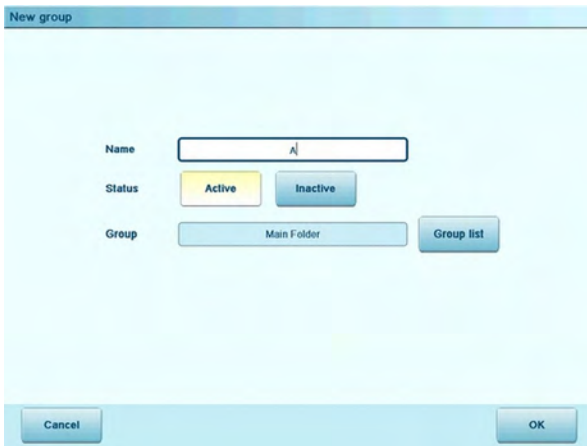 New group
Name A
Status Active Inactive
Group Main Folder Group list
Cancel OK